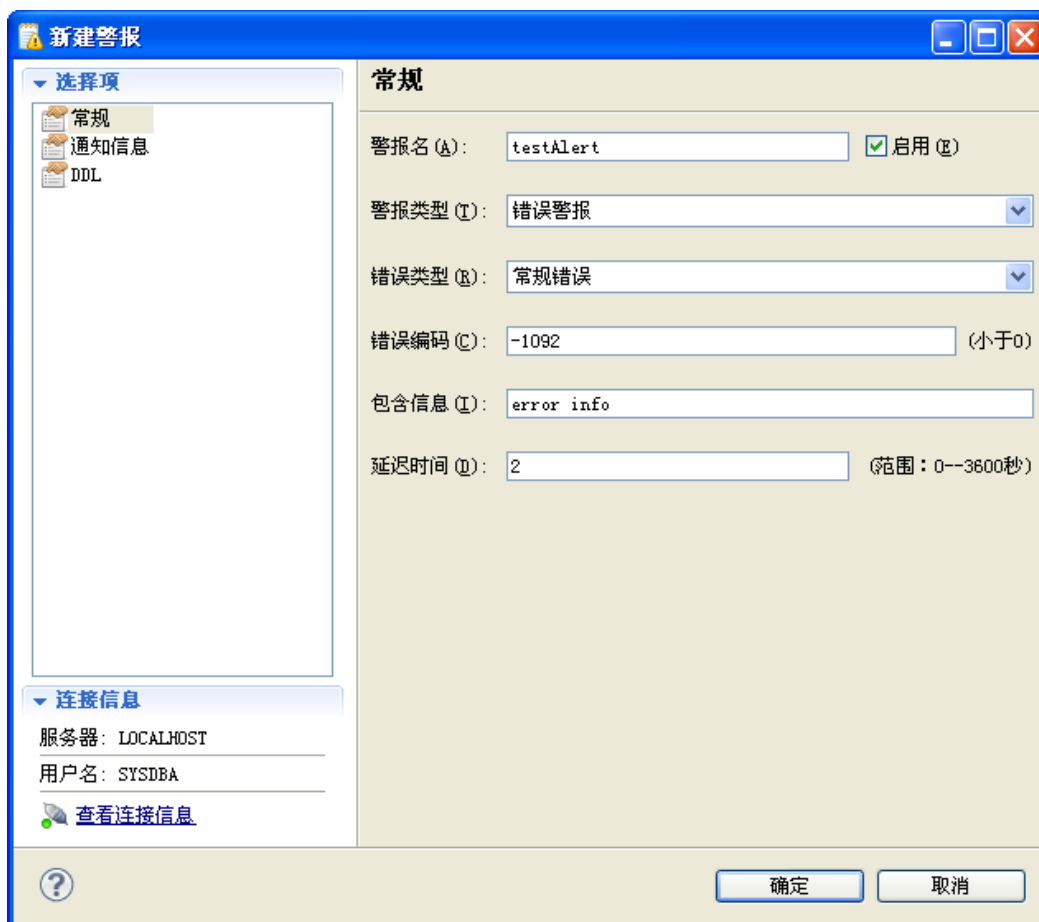 新建警报
选择项
常规
通知信息
DDL
连接信息
服务器: LOCALHOST
用户名: SYSDBA
查看连接信息
常规
警报名(A): testAlert 启用(E)
警报类型(T): 错误警报
错误类型(R): 常规错误
错误编码(C): -1092 (小于0)
包含信息(I): error info
延迟时间(D): 2 (范围：0--3600秒)
?
确定 取消